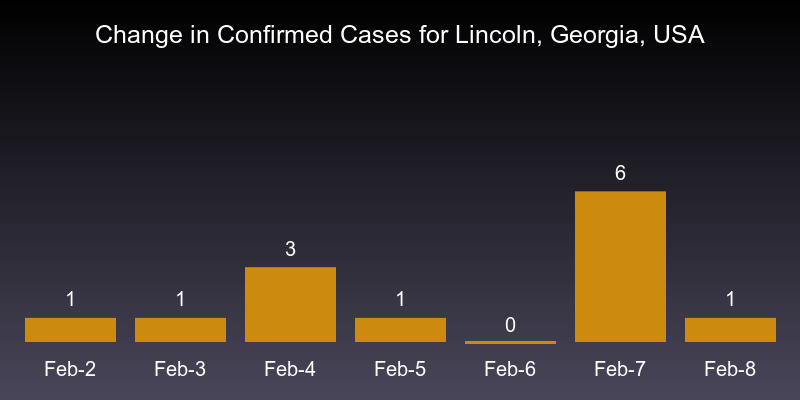 Change in Confirmed Cases for Lincoln, Georgia, USA
6
3
1 1 1 0 1
Feb-2 Feb-3 Feb-4 Feb-5 Feb-6 Feb-7 Feb-8